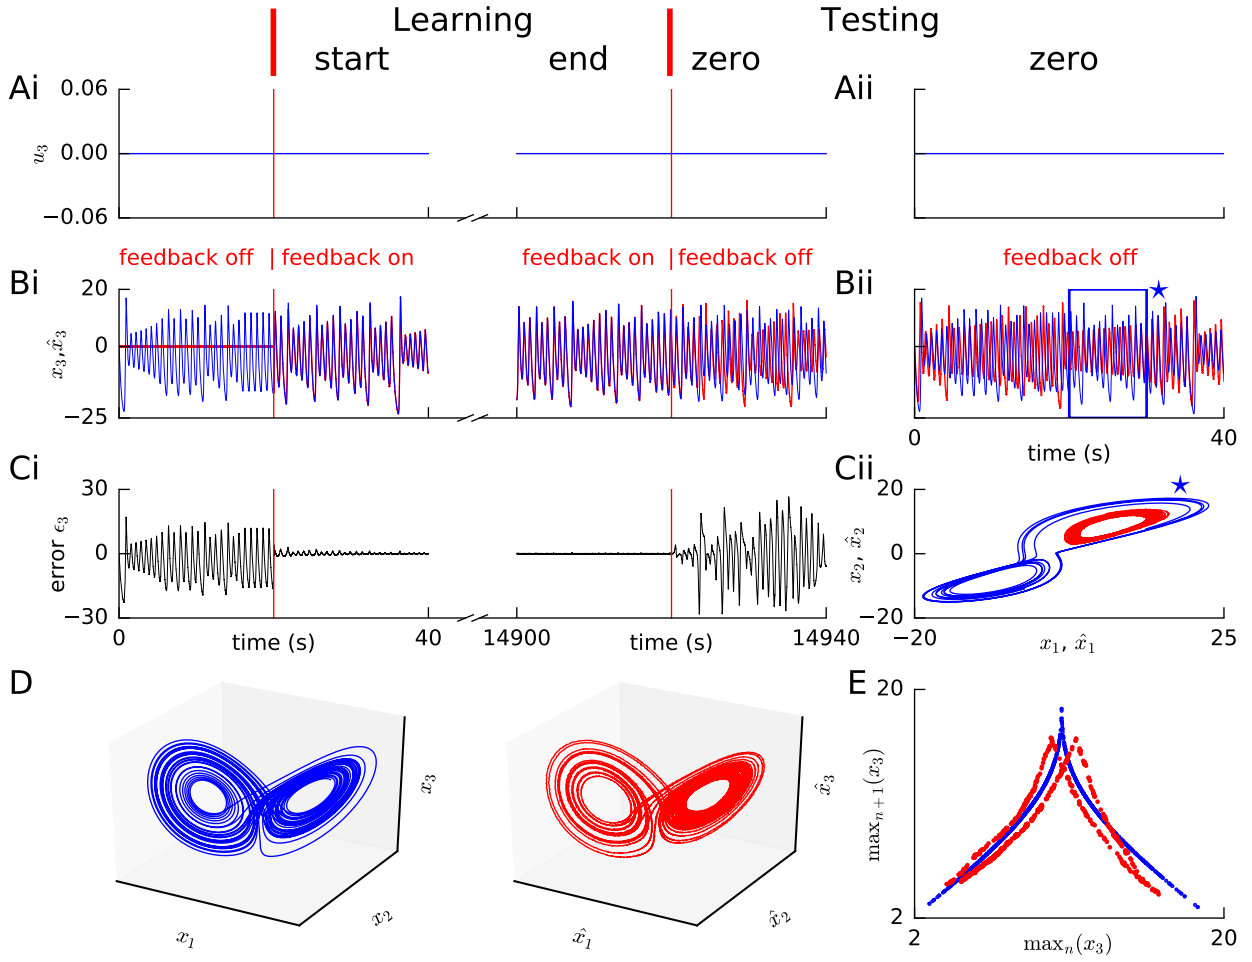 Learning Testing
start end zero zero
Ai Aii
0.06
0.00
−0.06
u3
feedback off | feedback on feedback on | feedback off feedback off
Bi Bii
20
0
−25
x3,x̂3
0 40
time (s)
Ci Cii
30
0
−30
error ϵ3
0 time (s) 40 14900 time (s) 14940
20
0
−20
x2, x̂2
−20 x1, x̂1 25
D E
x1 x2 x3
x̂1 x̂2 x̂3
20
2
maxn+1(x3)
2 maxn(x3) 20